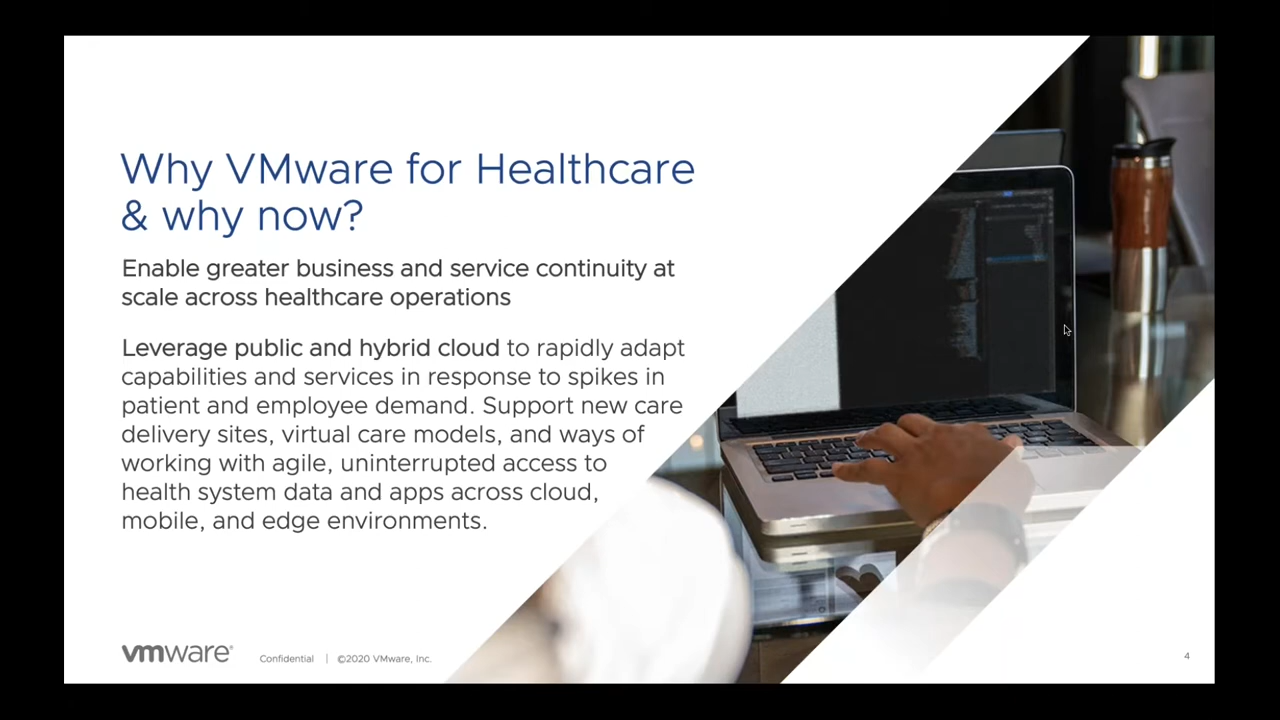 Why VMware for Healthcare
& why now?
Enable greater business and service continuity at
scale across healthcare operations
Leverage public and hybrid cloud to rapidly adapt
capabilities and services in response to spikes in
patient and employee demand. Support new care
delivery sites, virtual care models, and ways of
working with agile, uninterrupted access to
health system data and apps across cloud,
mobile, and edge environments.
vmware® Confidential | ©2020 VMware, Inc. 4